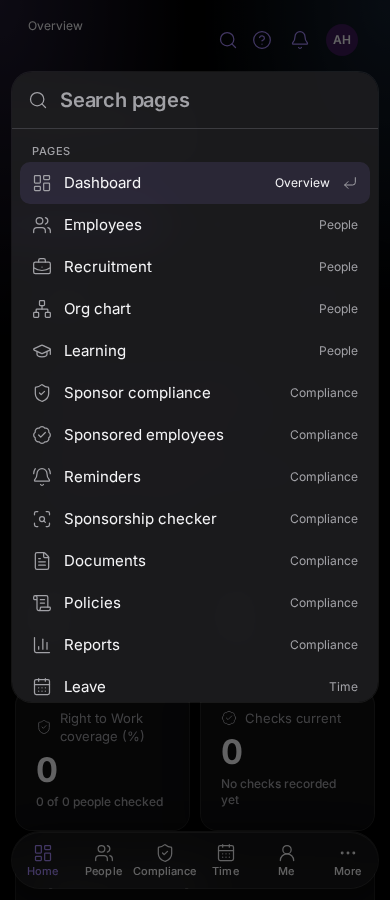 Overview
AH
Search pages
PAGES
Dashboard Overview
Employees People
Recruitment People
Org chart People
Learning People
Sponsor compliance Compliance
Sponsored employees Compliance
Reminders Compliance
Sponsorship checker Compliance
Documents Compliance
Policies Compliance
Reports Compliance
Leave Time
Right to Work
coverage (%)
0
0 of 0 people checked
Checks current
0
No checks recorded
yet
Home People Compliance Time Me More